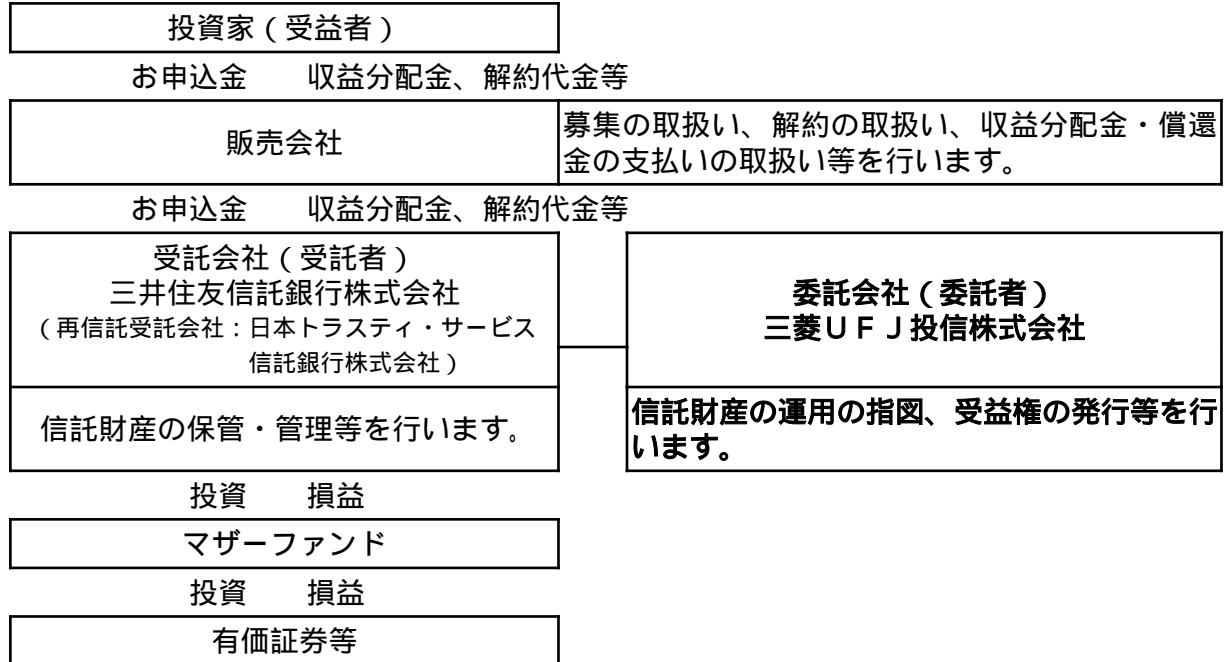 投資家(受益者)
お申込金　　収益分配金、解約代金等
販売会社
募集の取扱い、解約の取扱い、収益分配金・償還
金の支払いの取扱い等を行います。
お申込金　　収益分配金、解約代金等
受託会社(受託者)
三井住友信託銀行株式会社
(再信託受託会社:日本トラスティ・サービス
信託銀行株式会社)
信託財産の保管・管理等を行います。
委託会社(委託者)
三菱UFJ投信株式会社
信託財産の運用の指図、受益権の発行等を行
います。
投資　　損益
マザーファンド
投資　　損益
有価証券等